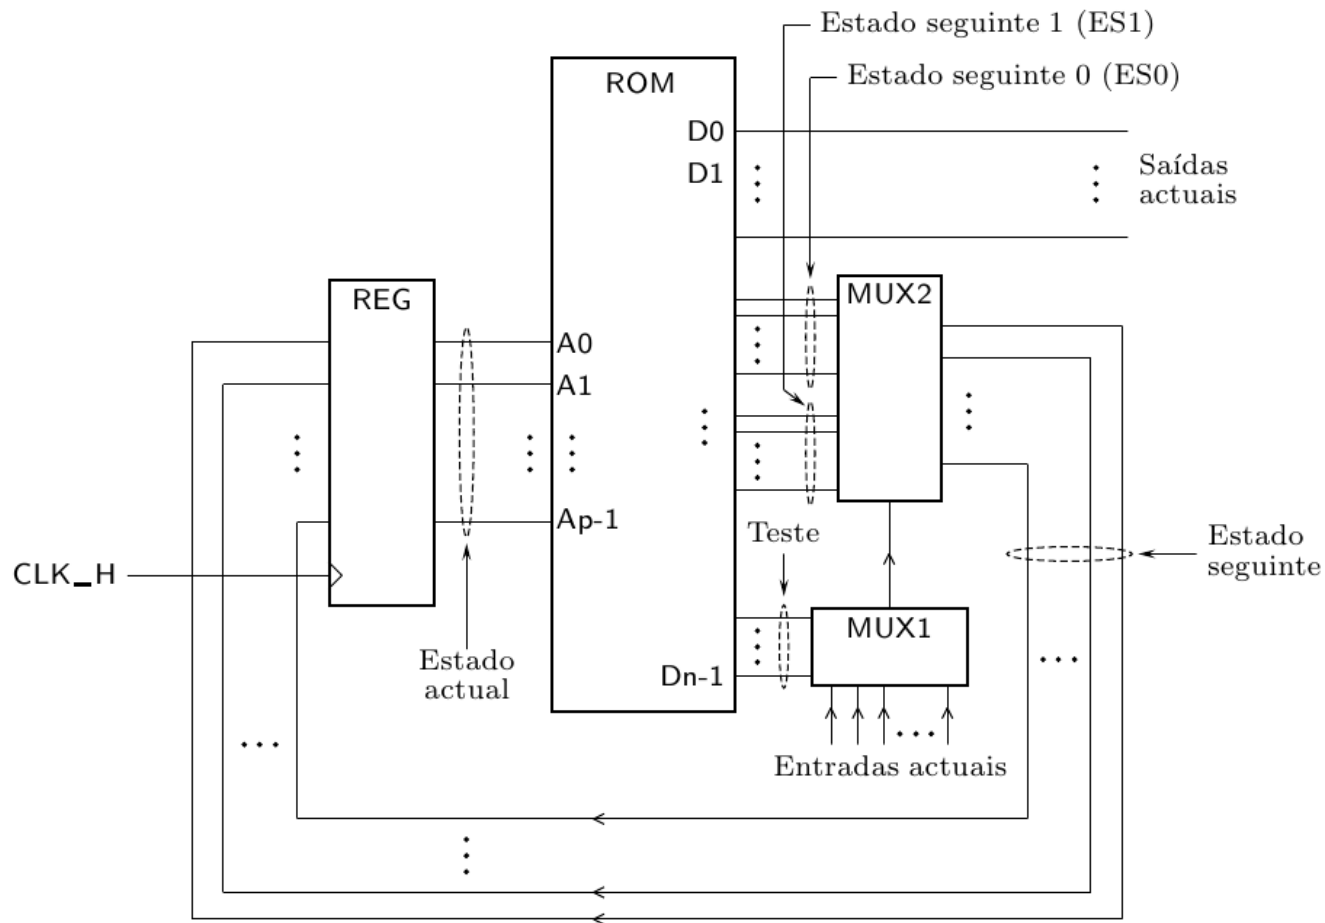 Estado seguinte 1 (ES1)
Estado seguinte 0 (ES0)
ROM
D0
D1
Saídas
actuais
REG
MUX2
A0
A1
Ap-1
Teste
Estado
seguinte
CLK_H
MUX1
Estado
actual
Dn-1
Entradas actuais